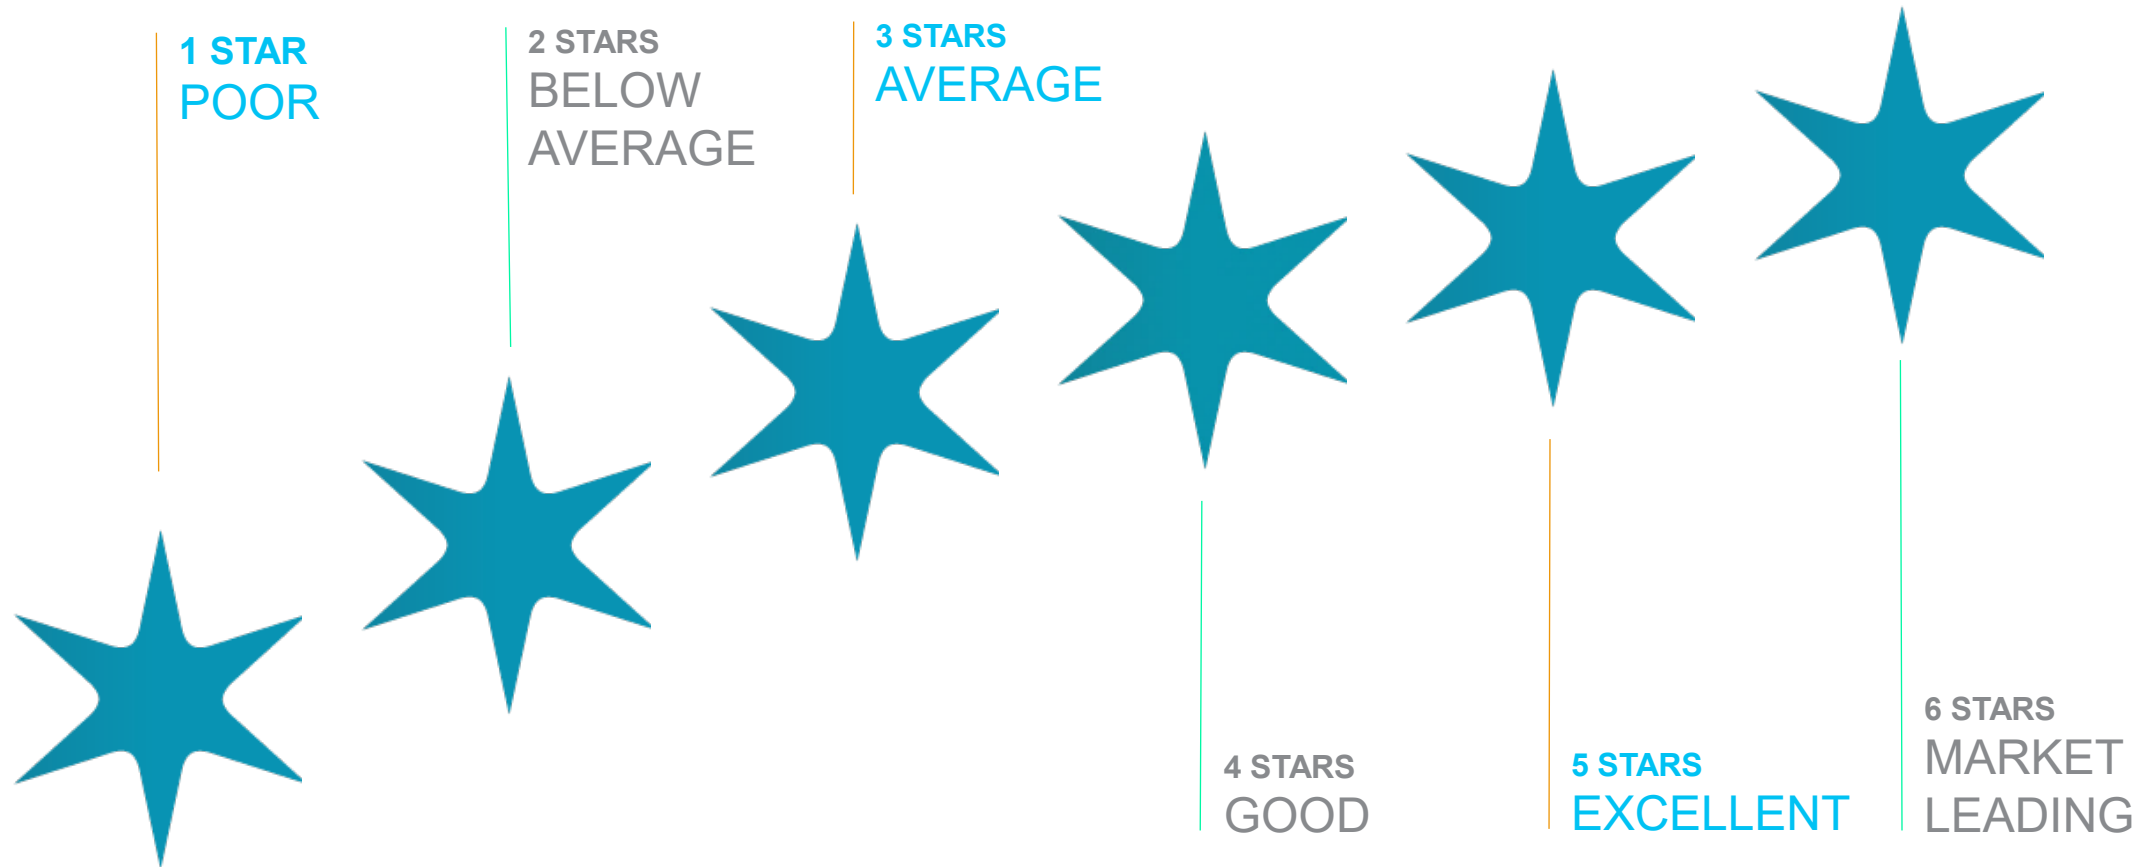 1 STAR
POOR
2 STARS
BELOW
AVERAGE
3 STARS
AVERAGE
4 STARS
GOOD
5 STARS
EXCELLENT
6 STARS
MARKET
LEADING